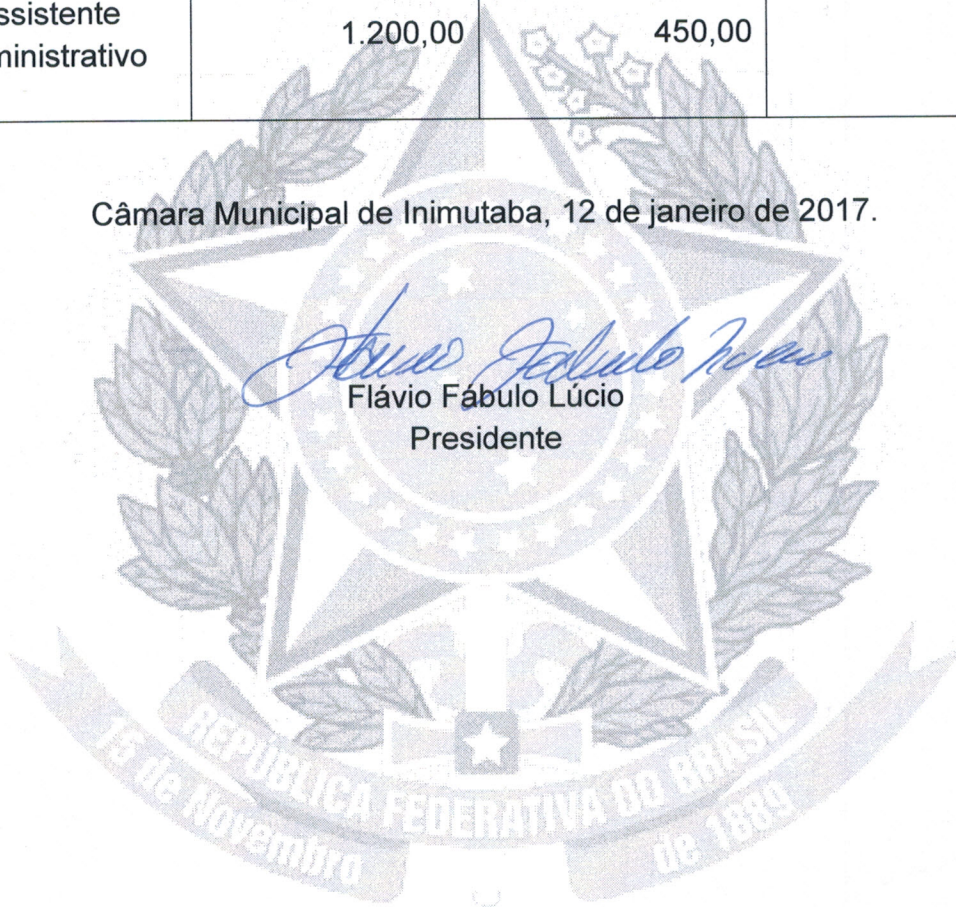 ssistente
ministrativo
1.200,00
450,00
Câmara Municipal de Inimutaba, 12 de janeiro de 2017.
Flávio Fábulo Lúcio
Presidente
REPÚBLICA FEDERATIVA DO BRASIL
15 de Novembro
de 1889